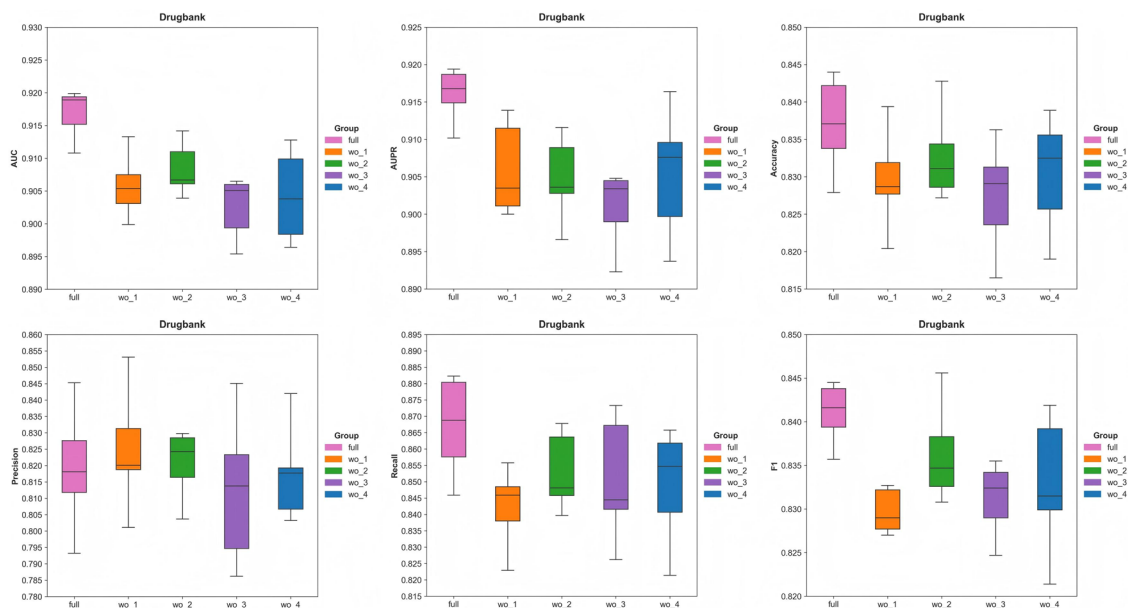 Drugbank
AUC
0.930
0.925
0.920
0.915
0.910
0.905
0.900
0.895
0.890
full wo_1 wo_2 wo_3 wo_4
Group
full
wo_1
wo_2
wo_3
wo_4
Drugbank
AUPR
0.925
0.920
0.915
0.910
0.905
0.900
0.895
0.890
full wo_1 wo_2 wo_3 wo_4
Group
full
wo_1
wo_2
wo_3
wo_4
Drugbank
Accuracy
0.850
0.845
0.840
0.835
0.830
0.825
0.820
0.815
full wo_1 wo_2 wo_3 wo_4
Group
full
wo_1
wo_2
wo_3
wo_4
Drugbank
Precision
0.860
0.855
0.850
0.845
0.840
0.835
0.830
0.825
0.820
0.815
0.810
0.805
0.800
0.795
0.790
0.785
0.780
full wo_1 wo_2 wo_3 wo_4
Group
full
wo_1
wo_2
wo_3
wo_4
Drugbank
Recall
0.895
0.890
0.885
0.880
0.875
0.870
0.865
0.860
0.855
0.850
0.845
0.840
0.835
0.830
0.825
0.820
0.815
full wo_1 wo_2 wo_3 wo_4
Group
full
wo_1
wo_2
wo_3
wo_4
Drugbank
F1
0.850
0.845
0.840
0.835
0.830
0.825
0.820
full wo_1 wo_2 wo_3 wo_4
Group
full
wo_1
wo_2
wo_3
wo_4